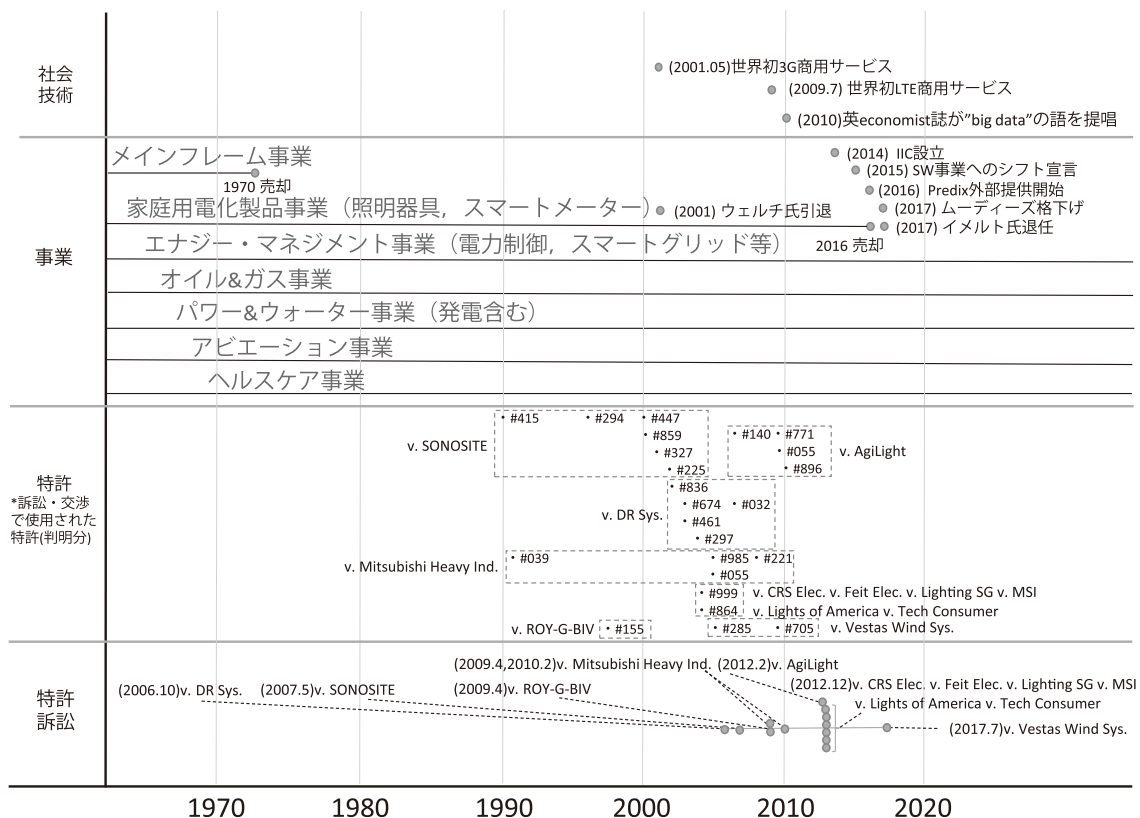 社会
技術
(2001.05)世界初3G商用サービス
(2009.7) 世界初LTE商用サービス
(2010)英economist誌が”big data”の語を提唱
事業
メインフレーム事業
1970 売却
家庭用電化製品事業（照明器具，スマートメーター）
(2001) ウェルチ氏引退
(2014) IIC設立
(2015) SW事業へのシフト宣言
(2016) Predix外部提供開始
(2017) ムーディーズ格下げ
(2017) イメルト氏退任
2016 売却
エナジー・マネジメント事業（電力制御，スマートグリッド等）
オイル&ガス事業
パワー&ウォーター事業（発電含む）
アビエーション事業
ヘルスケア事業
特許
*訴訟・交渉
で使用された
特許(判明分)
v. SONOSITE
・#415 ・#294 ・#447
・#859
・#327
・#225
・#140 ・#771
・#055
・#896
v. AgiLight
v. DR Sys.
・#836
・#674 ・#032
・#461
・#297
v. Mitsubishi Heavy Ind.
・#039 ・#985 ・#221
・#055
・#999 v. CRS Elec. v. Feit Elec. v. Lighting SG v. MSI
・#864 v. Lights of America v. Tech Consumer
v. ROY-G-BIV ・#155
・#285 ・#705 v. Vestas Wind Sys.
特許
訴訟
(2009.4,2010.2)v. Mitsubishi Heavy Ind. (2012.2)v. AgiLight
(2006.10)v. DR Sys. (2007.5)v. SONOSITE (2009.4)v. ROY-G-BIV
(2012.12)v. CRS Elec. v. Feit Elec. v. Lighting SG v. MSI
v. Lights of America v. Tech Consumer
(2017.7)v. Vestas Wind Sys.
1970 1980 1990 2000 2010 2020